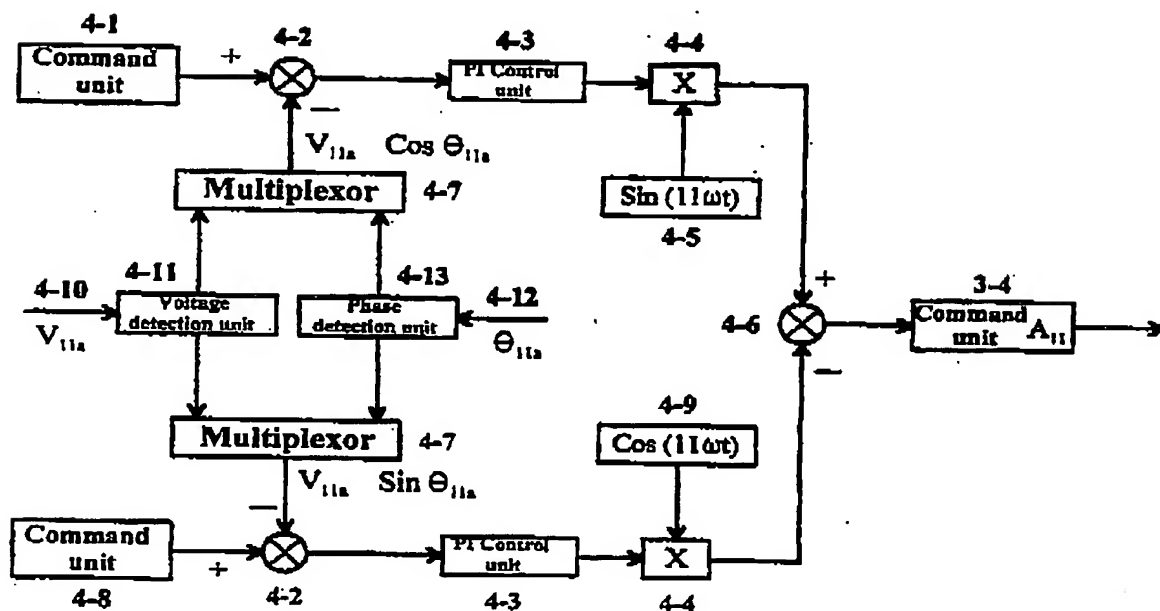 4-1
Command
unit
+
4-2
−
4-3
PI Control
unit
4-4
X
V₁₁ₐ Cos Θ₁₁ₐ
Multiplexor 4-7
Sin (11ωt)
4-5
4-10
V₁₁ₐ
4-11
Voltage
detection unit
4-13
Phase
detection unit
4-12
Θ₁₁ₐ
+
4-6
−
3-4
Command
unit A₁₁
Multiplexor 4-7
V₁₁ₐ Sin Θ₁₁ₐ
4-9
Cos (11ωt)
Command
unit
4-8
−
+
4-2
PI Control
unit
4-3
X
4-4